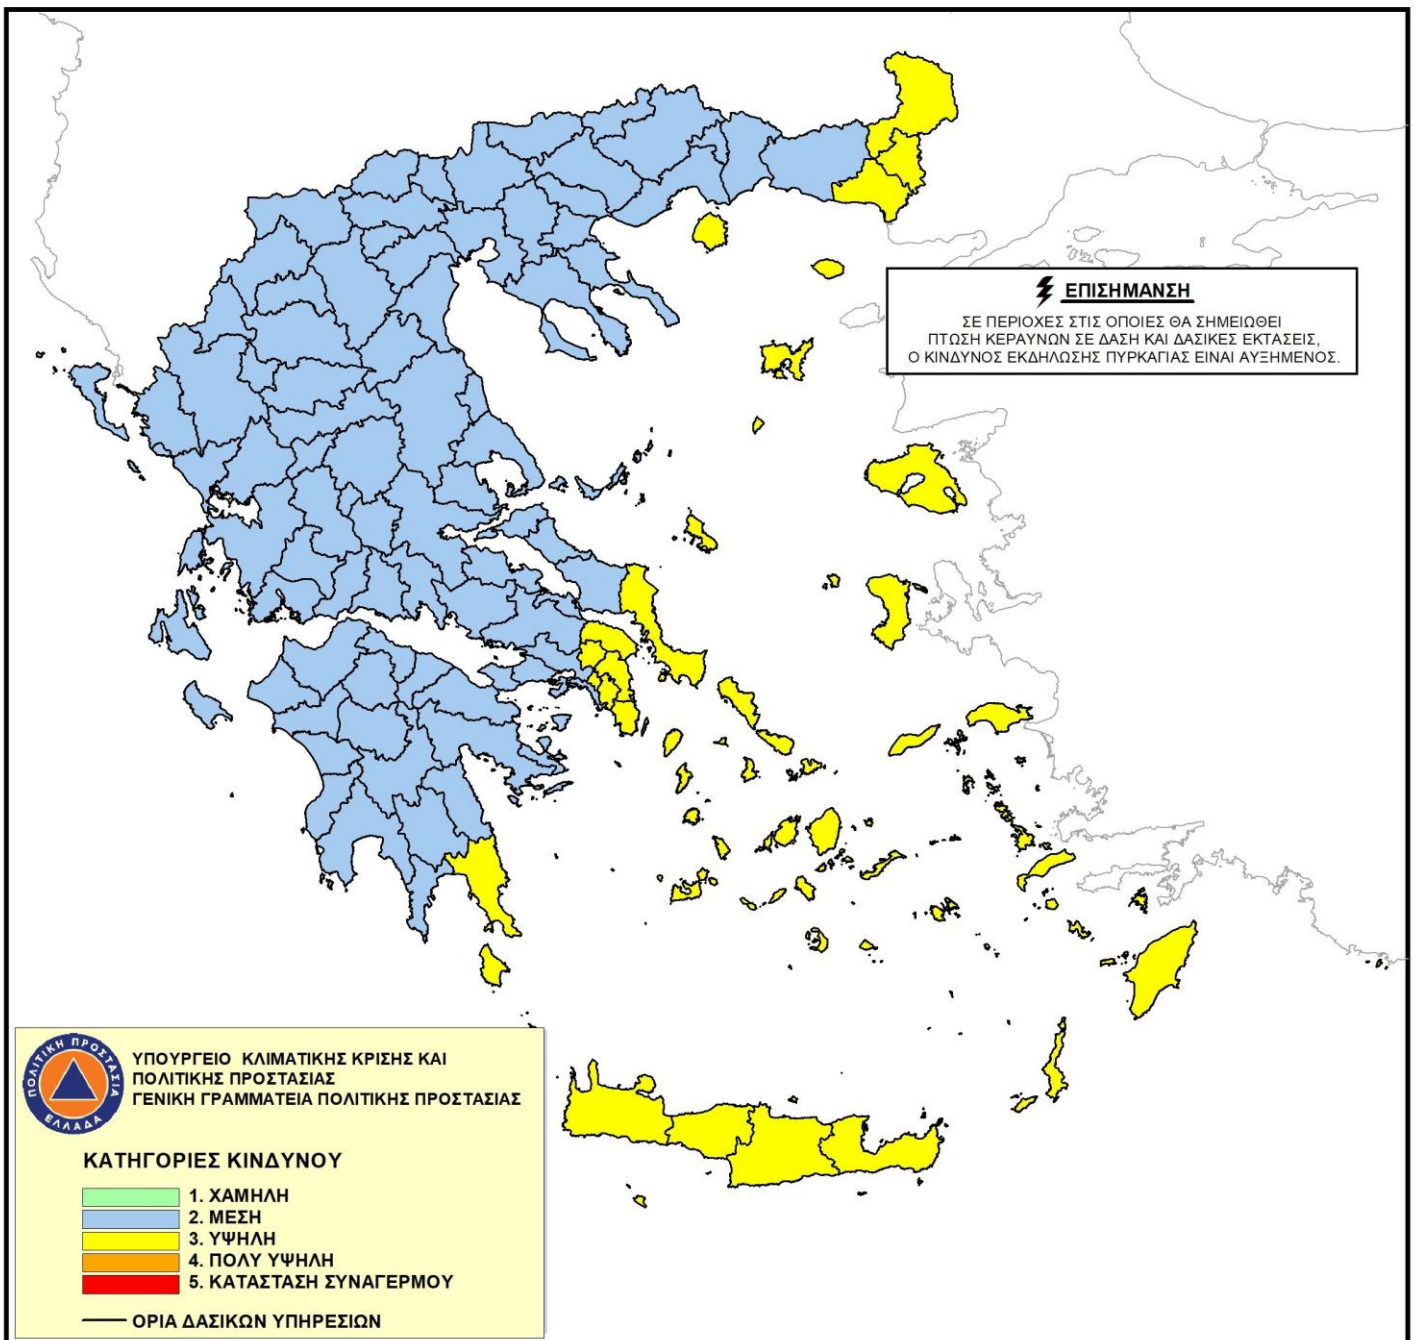 ΕΠΙΣΗΜΑΝΣΗ
ΣΕ ΠΕΡΙΟΧΕΣ ΣΤΙΣ ΟΠΟΙΕΣ ΘΑ ΣΗΜΕΙΩΘΕΙ
ΠΤΩΣΗ ΚΕΡΑΥΝΩΝ ΣΕ ΔΑΣΗ ΚΑΙ ΔΑΣΙΚΕΣ ΕΚΤΑΣΕΙΣ,
Ο ΚΙΝΔΥΝΟΣ ΕΚΔΗΛΩΣΗΣ ΠΥΡΚΑΓΙΑΣ ΕΙΝΑΙ ΑΥΞΗΜΕΝΟΣ.
ΠΟΛΙΤΙΚΗ ΠΡΟΣΤΑΣΙΑ
ΕΛΛΑΔΑ
ΥΠΟΥΡΓΕΙΟ ΚΛΙΜΑΤΙΚΗΣ ΚΡΙΣΗΣ ΚΑΙ
ΠΟΛΙΤΙΚΗΣ ΠΡΟΣΤΑΣΙΑΣ
ΓΕΝΙΚΗ ΓΡΑΜΜΑΤΕΙΑ ΠΟΛΙΤΙΚΗΣ ΠΡΟΣΤΑΣΙΑΣ
ΚΑΤΗΓΟΡΙΕΣ ΚΙΝΔΥΝΟΥ
1. ΧΑΜΗΛΗ
2. ΜΕΣΗ
3. ΥΨΗΛΗ
4. ΠΟΛΥ ΥΨΗΛΗ
5. ΚΑΤΑΣΤΑΣΗ ΣΥΝΑΓΕΡΜΟΥ
ΟΡΙΑ ΔΑΣΙΚΩΝ ΥΠΗΡΕΣΙΩΝ